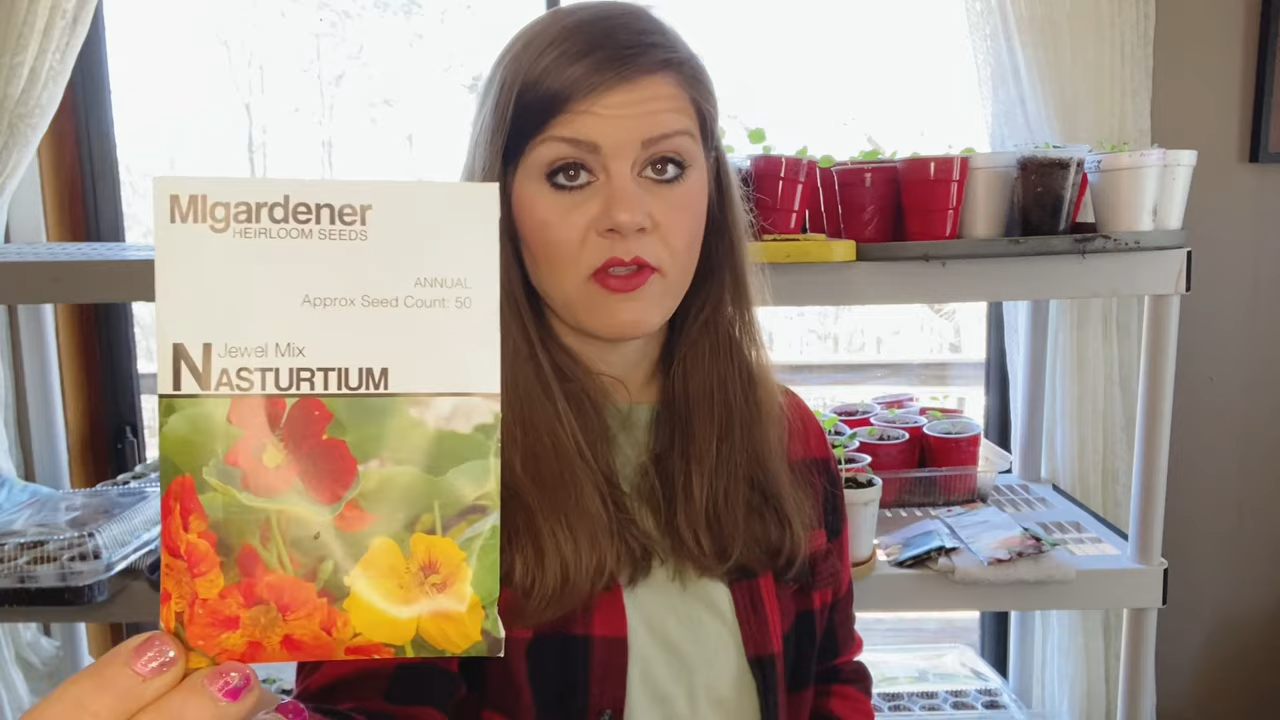 MIgardener
HEIRLOOM SEEDS
ANNUAL
Approx Seed Count: 50
Jewel Mix
NASTURTIUM